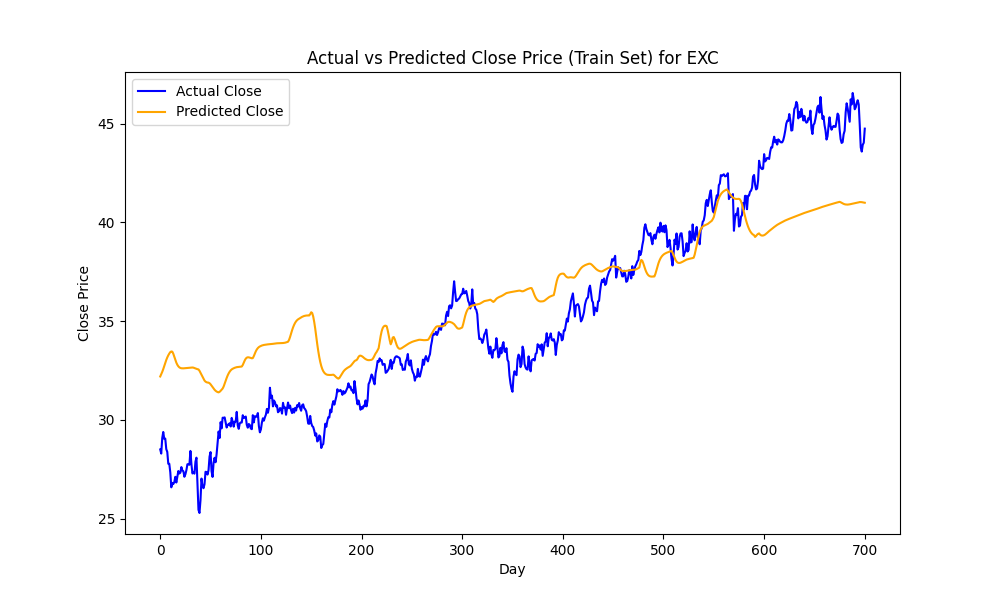 Actual vs Predicted Close Price (Train Set) for EXC
Actual Close
Predicted Close
45
40
35
30
25
Close Price
0 100 200 300 400 500 600 700
Day